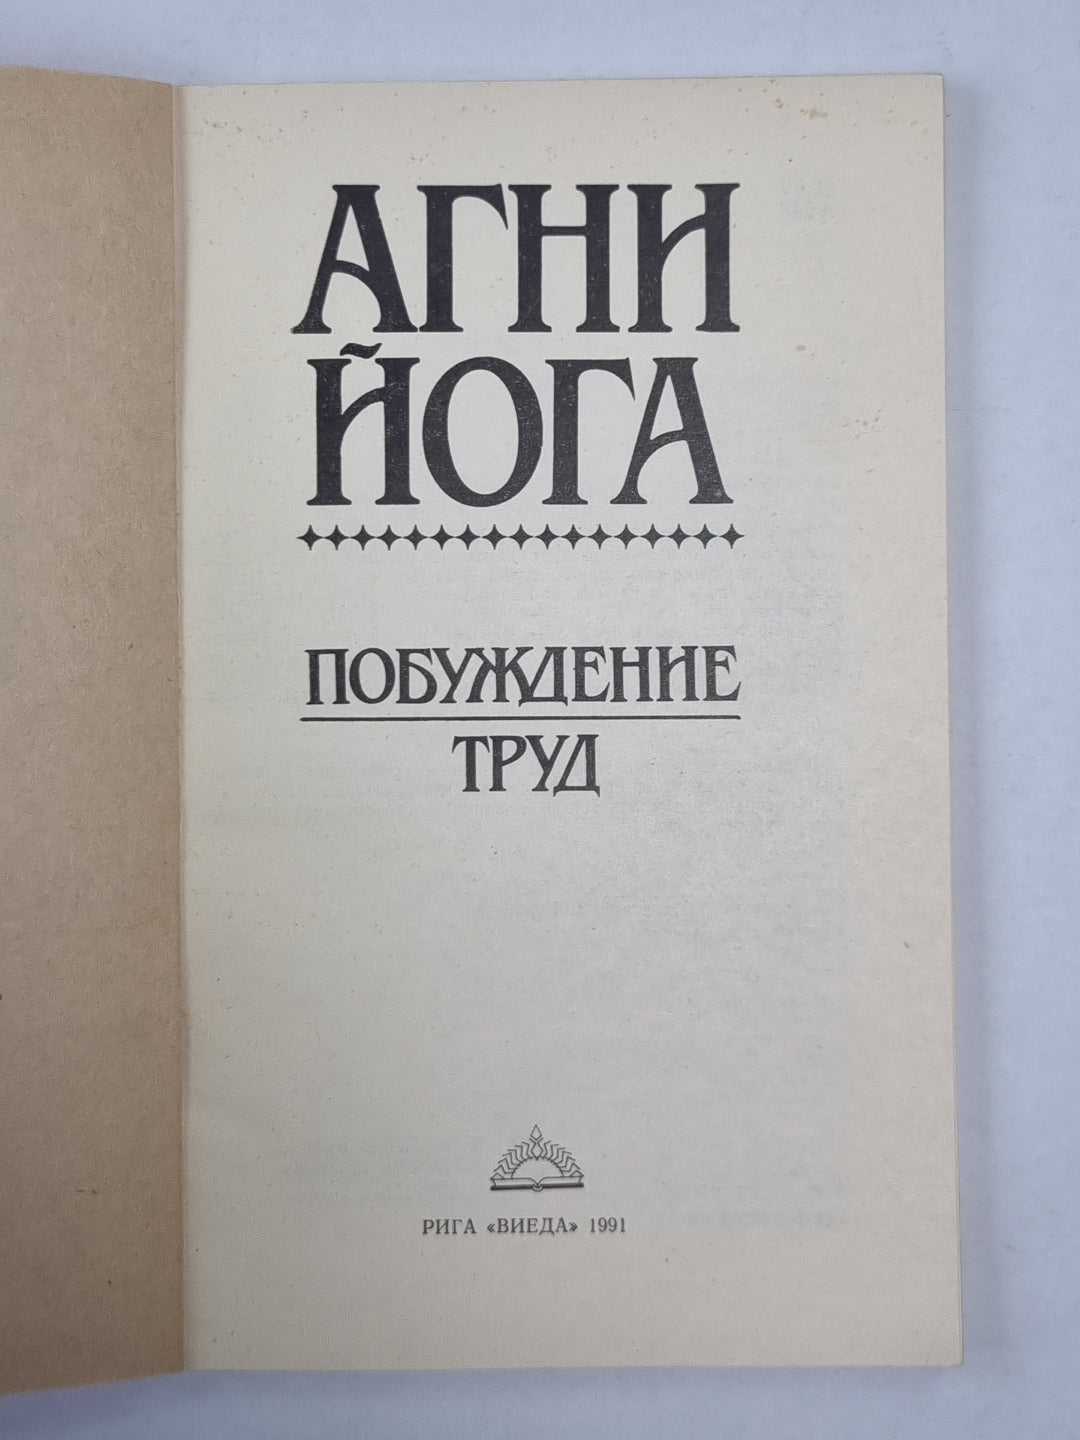 АГНИ
ЙОГА
ПОБУЖДЕНИЕ
ТРУД
РИГА «ВИЕДА» 1991